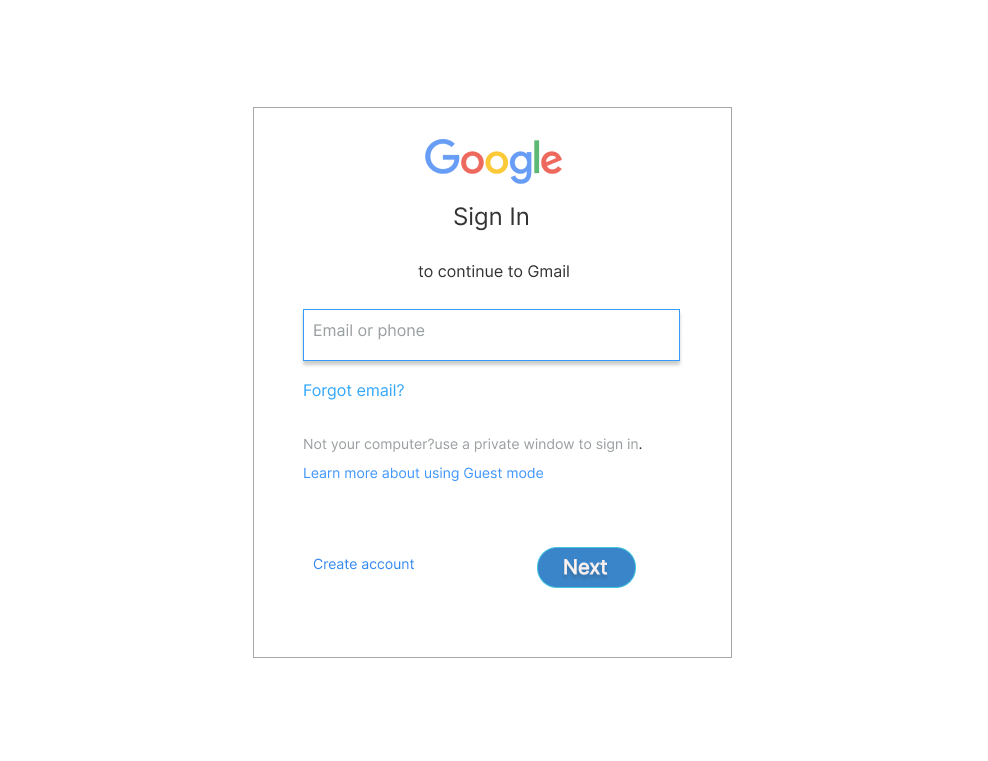 Google
Sign In
to continue to Gmail
Email or phone
Forgot email?
Not your computer?use a private window to sign in.
Learn more about using Guest mode
Create account
Next